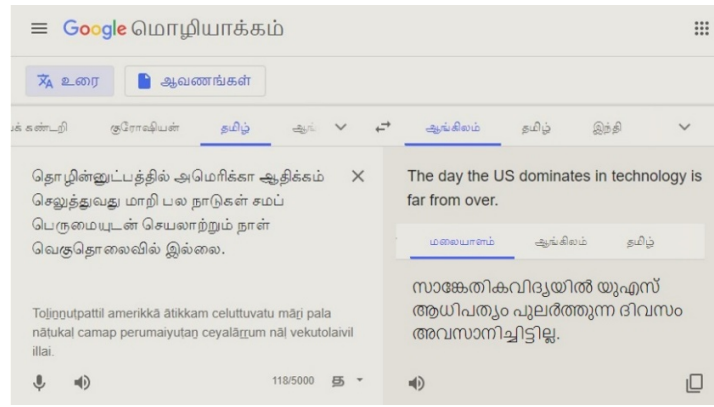 Google மொழியாக்கம்
உரை ஆவணங்கள்
க் கண்டறி குரோஷியன் தமிழ் ஆங் ஆங்கிலம் தமிழ் இந்தி
தொழின்னுட்பத்தில் அமெரிக்கா ஆதிக்கம்
செலுத்துவது மாறி பல நாடுகள் சமப்
பெருமையுடன் செயலாற்றும் நாள்
வெகுதொலைவில் இல்லை.
Toḻiṉṉuṭpattil amerikkā ātikkam celuttuvatu māṟi pala
nāṭukaḷ camap perumaiyuṭaṉ ceyalāṟṟum nāḷ vekutolaivil
illai.
118/5000 த
The day the US dominates in technology is
far from over.
மலையாளம் ஆங்கிலம் தமிழ்
സാങ്കേതികവിദ്യയിൽ യുഎസ്
ആധിപത്യം പുലർത്തുന്ന ദിവസം
അവസാനിച്ചിട്ടില്ല.